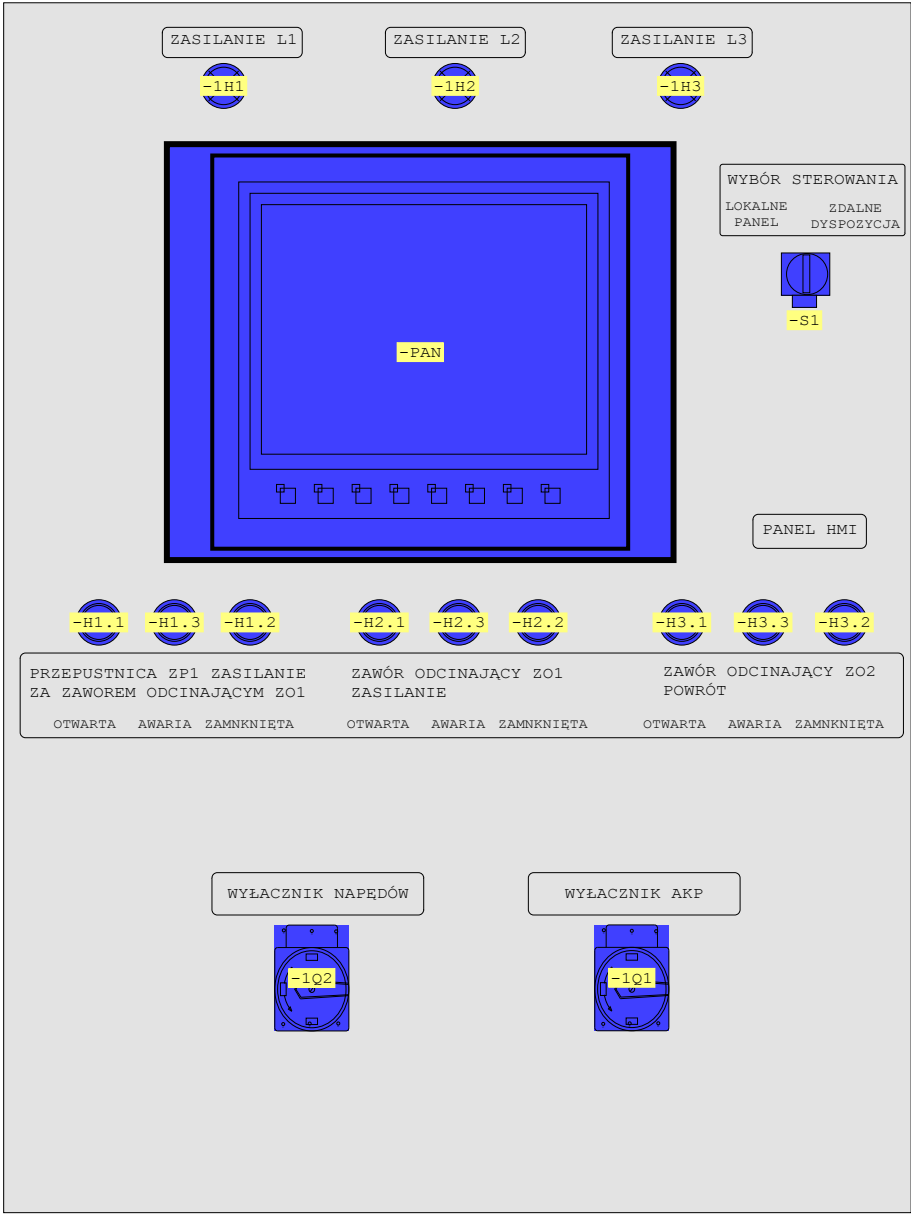 ZASILANIE L1 ZASILANIE L2 ZASILANIE L3
-1H1 -1H2 -1H3
WYBÓR STEROWANIA
LOKALNE ZDALNE
PANEL DYSPOZYCJA
-S1
-PAN
PANEL HMI
-H1.1 -H1.3 -H1.2 -H2.1 -H2.3 -H2.2 -H3.1 -H3.3 -H3.2
PRZEPUSTNICA ZP1 ZASILANIE ZAWÓR ODCINAJĄCY ZO1 ZAWÓR ODCINAJĄCY ZO2
ZA ZAWOREM ODCINAJĄCYM ZO1 ZASILANIE POWRÓT
OTWARTA AWARIA ZAMNKNIĘTA OTWARTA AWARIA ZAMNKNIĘTA OTWARTA AWARIA ZAMNKNIĘTA
WYŁACZNIK NAPĘDÓW WYŁACZNIK AKP
-1Q2 -1Q1